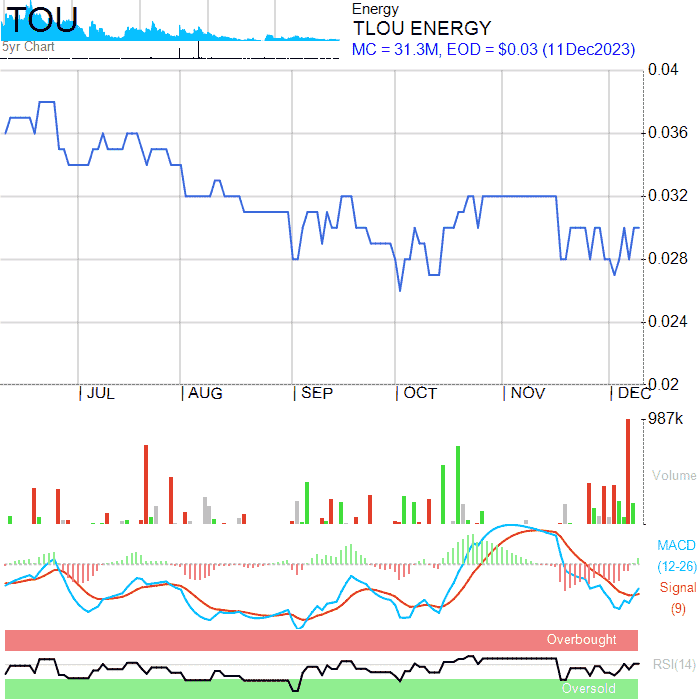 TOU
5yr Chart
Energy
TLOU ENERGY
MC = 31.3M, EOD = $0.03 (11Dec2023)
0.04
0.036
0.032
0.028
0.024
0.02
JUL AUG SEP OCT NOV DEC
987k
Volume
MACD
(12-26)
Signal
(9)
Overbought
RSI(14)
Oversold